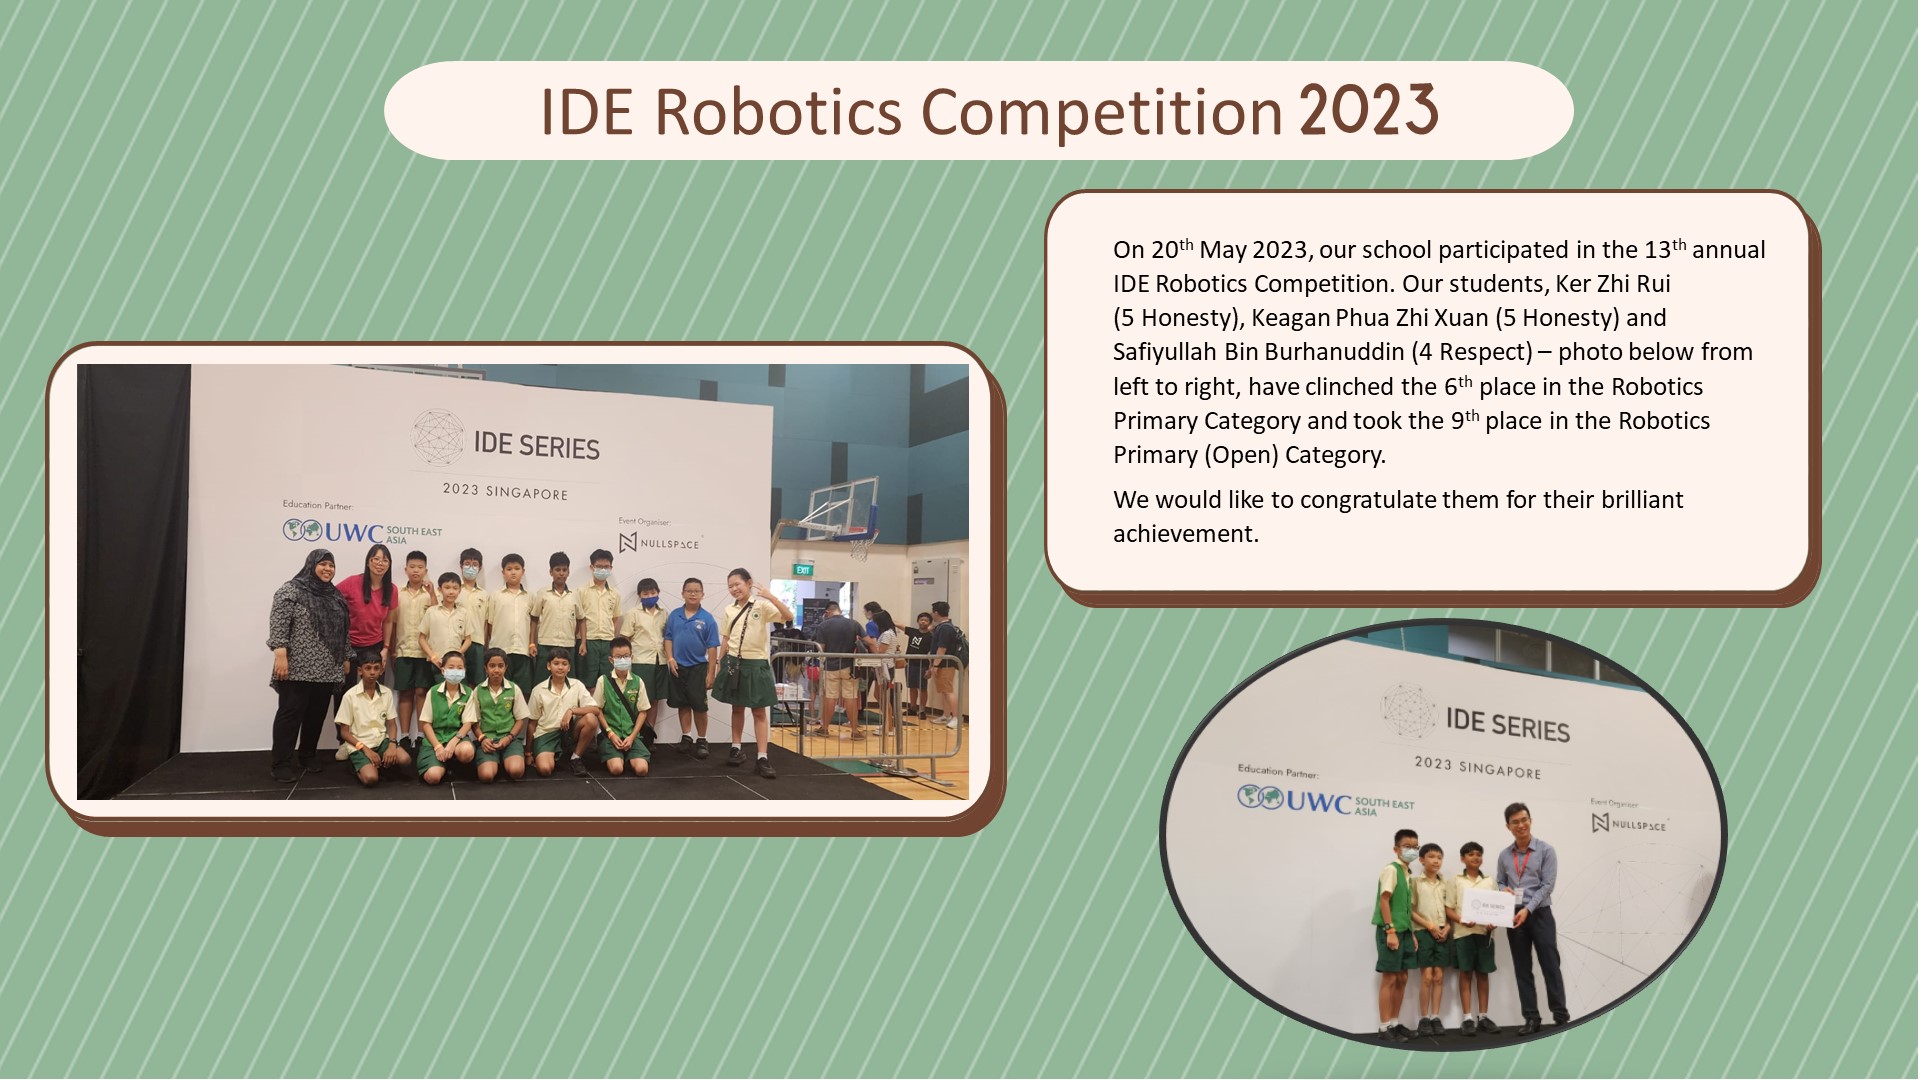 IDE Robotics Competition 2023
On 20th May 2023, our school participated in the 13th annual
IDE Robotics Competition. Our students, Ker Zhi Rui
(5 Honesty), Keagan Phua Zhi Xuan (5 Honesty) and
Safiyullah Bin Burhanuddin (4 Respect) – photo below from
left to right, have clinched the 6th place in the Robotics
Primary Category and took the 9th place in the Robotics
Primary (Open) Category.
We would like to congratulate them for their brilliant
achievement.
IDE SERIES
2023 SINGAPORE
Education Partner:
UWC SOUTH EAST
ASIA
Event Organiser:
NULLSPACE
EXIT
IDE SERIES
2023 SINGAPORE
Education Partner:
UWC SOUTH EAST
ASIA
Event Organiser:
NULLSPACE
IDE SERIES